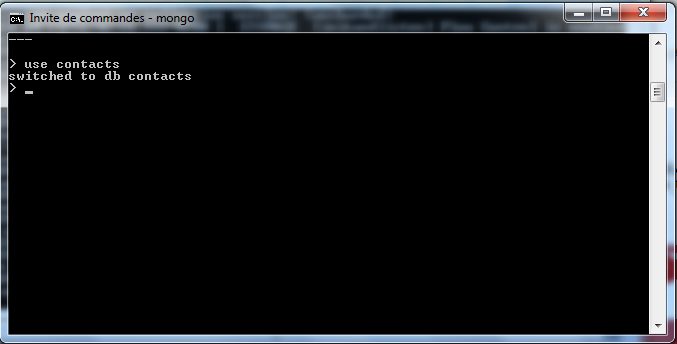 Invite de commandes - mongo
---
> use contacts
switched to db contacts
> _